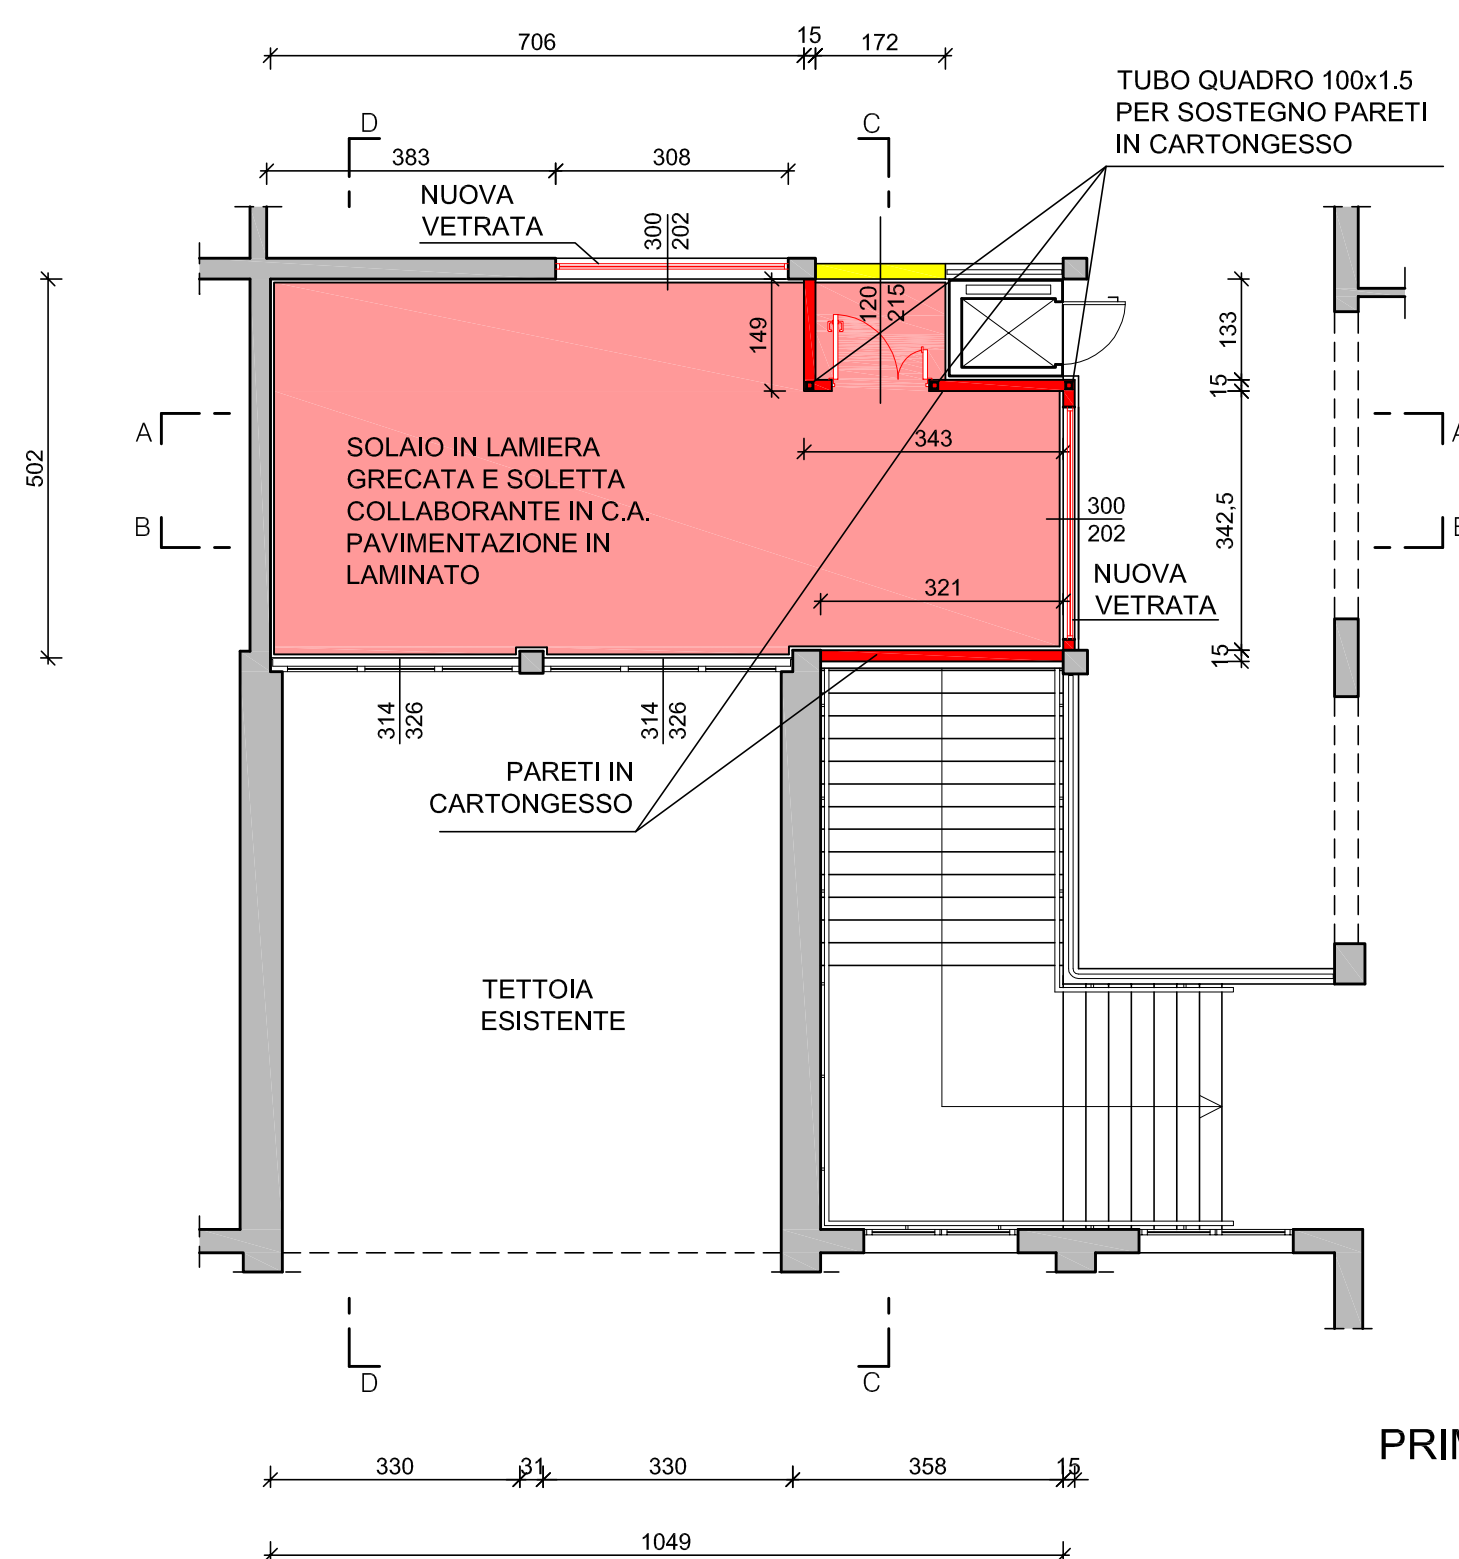 706
15
172
TUBO QUADRO 100x1.5
PER SOSTEGNO PARETI
IN CARTONGESSO
D
C
383
308
NUOVA
VETRATA
300
202
120
215
149
133
15
A
A
343
502
SOLAIO IN LAMIERA
GRECATA E SOLETTA
COLLABORANTE IN C.A.
PAVIMENTAZIONE IN
LAMINATO
B
300
202
342,5
NUOVA
VETRATA
321
15
314
326
314
326
PARETI IN
CARTONGESSO
TETTOIA
ESISTENTE
D
C
330
31
330
358
15
1049